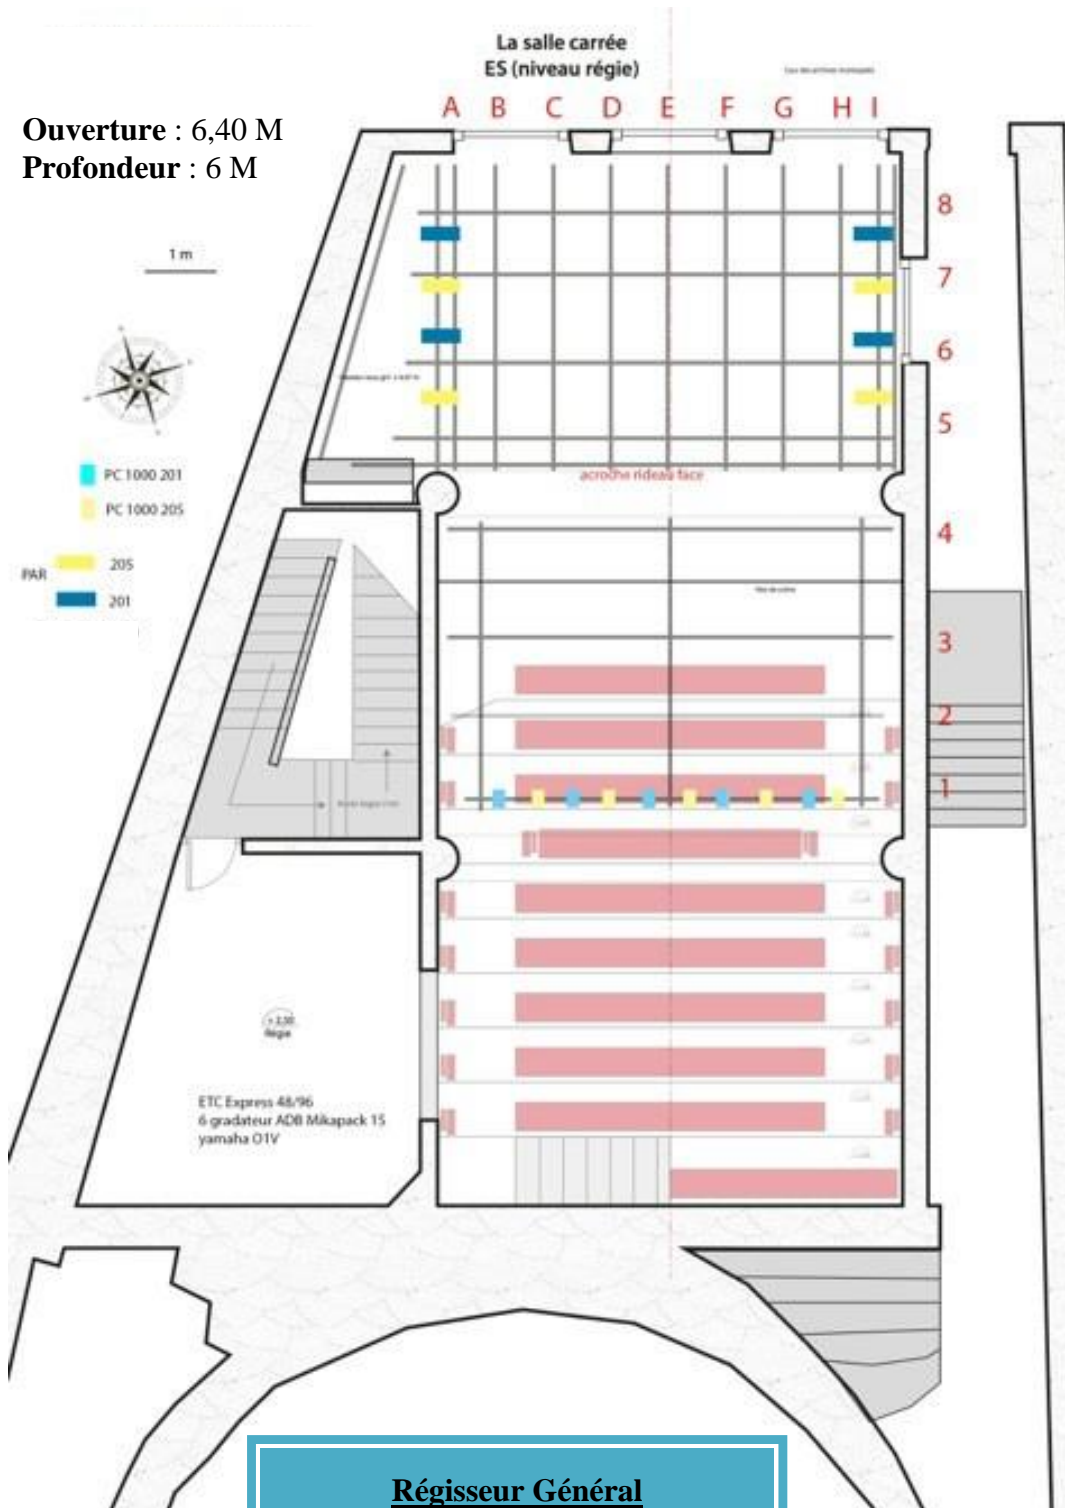 La salle carrée
ES (niveau régie)
A B C D E F G H I
Ouverture : 6,40 M
Profondeur : 6 M
8
1 m
7
6
5
PC 1000 201
acroche rideau face
PC 1000 205
4
PAR
205
201
3
2
1
Régie
ETC Express 48/96
6 gradateur ADB Mikapack 15
yamaha O1V
Régisseur Général